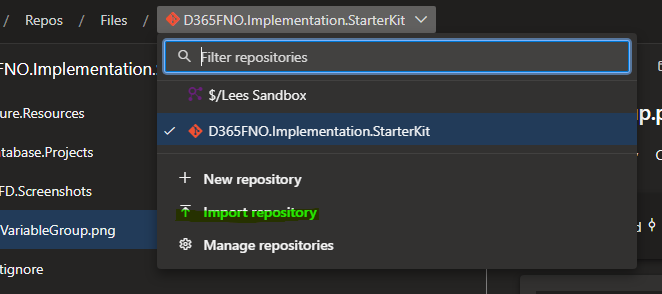 / Repos / Files / D365FNO.Implementation.StarterKit
FNO.Implementation.
Filter repositories
$/Lees Sandbox
ure.Resources
D365FNO.Implementation.StarterKit
tabase.Projects
New repository
FD.Screenshots
Import repository
VariableGroup.png
Manage repositories
tignore